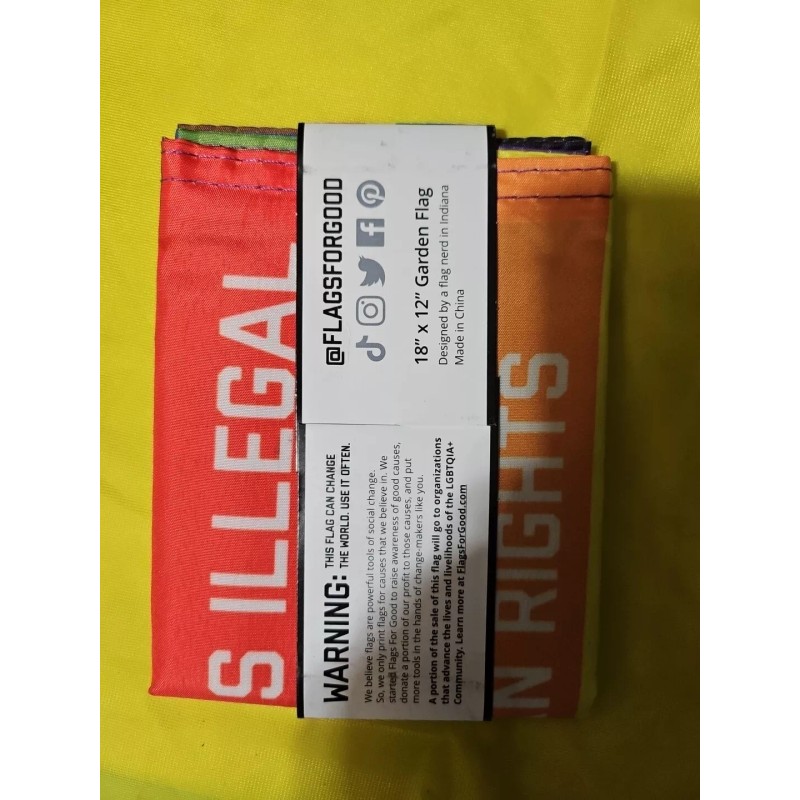 S ILLEGAL
WARNING: THIS FLAG CAN CHANGE
THE WORLD. USE IT OFTEN.
We believe flags are powerful tools of social change.
So, we only print flags for causes that we believe in. We
started Flags For Good to raise awareness of good causes,
donate a portion of our profit to those causes, and put
more tools in the hands of change-makers like you.
A portion of the sale of this flag will go to organizations
that advance the lives and livelihoods of the LGBTQIA+
Community. Learn more at FlagsForGood.com
@FLAGSFORGOOD
18" x 12" Garden Flag
Designed by a flag nerd in Indiana
Made in China
AN RIGHTS